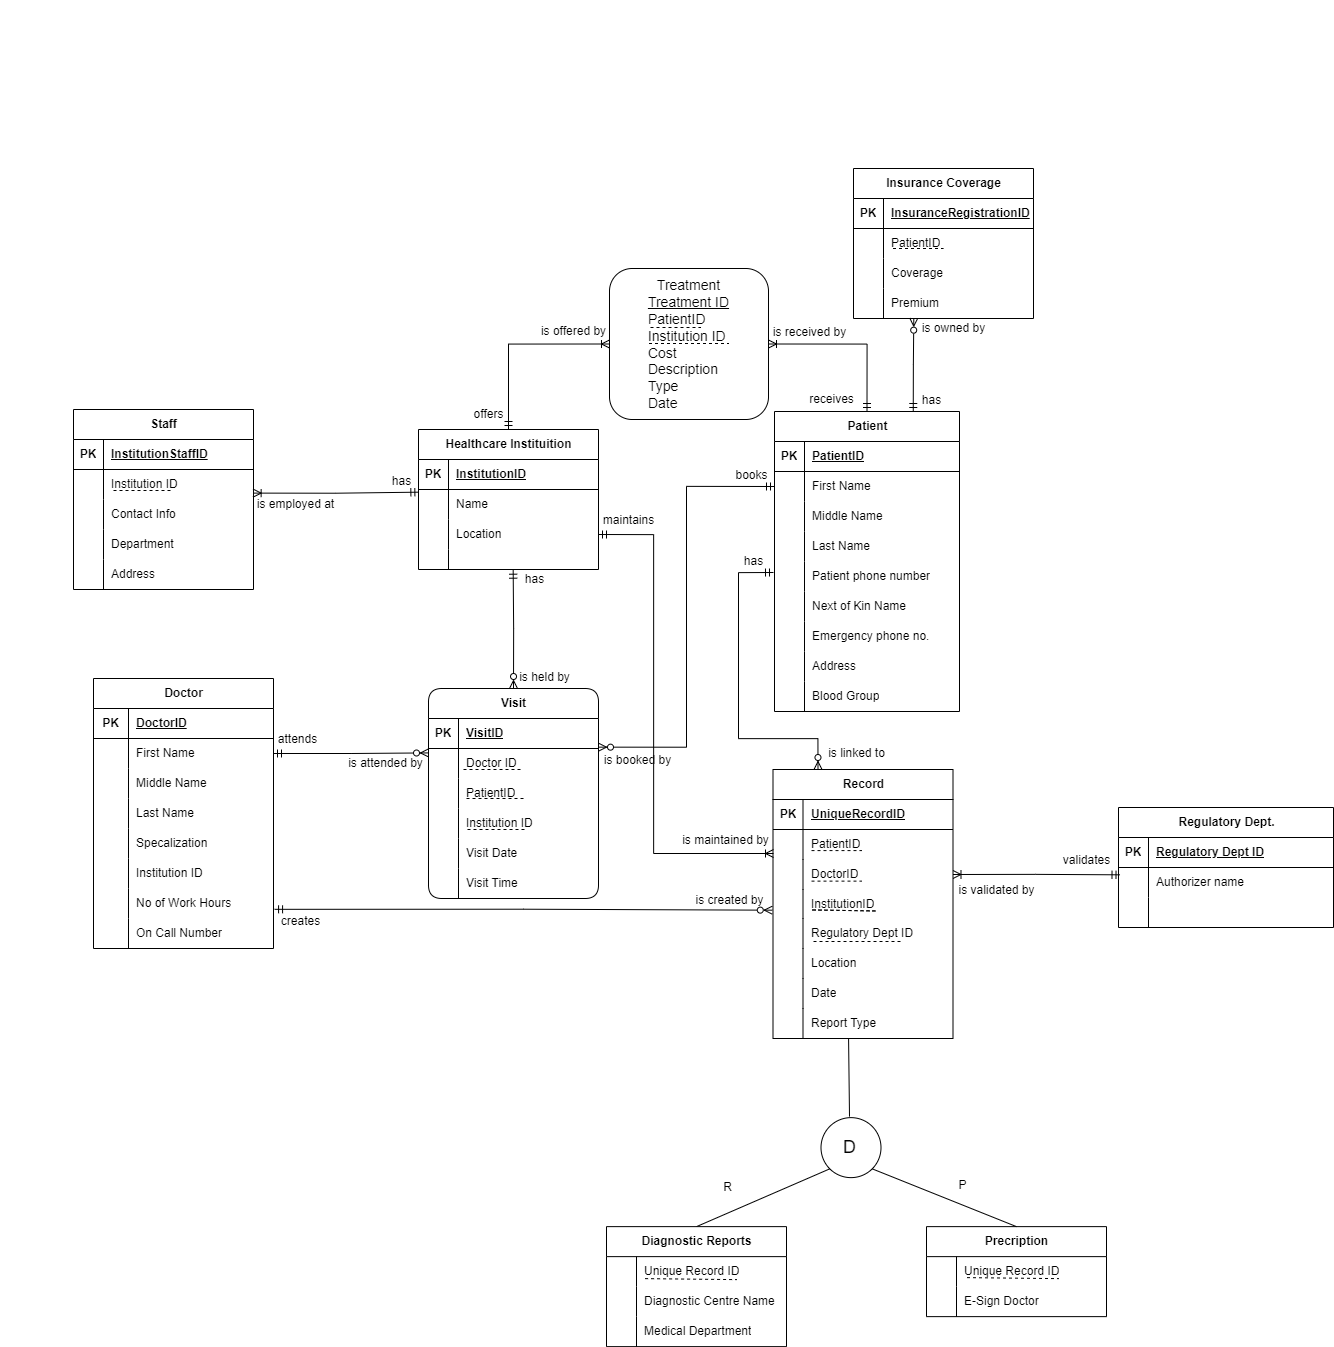 Insurance Coverage
PK InsuranceRegistrationID
PatientID
Coverage
Premium
is owned by
has
Treatment
Treatment ID
PatientID
Institution ID
Cost
Description
Type
Date
is offered by
offers
is received by
receives
Staff
PK InstitutionStaffID
Institution ID
Contact Info
Department
Address
is employed at
has
Healthcare Instituition
PK InstitutionID
Name
Location
maintains
has
Patient
PK PatientID
First Name
Middle Name
Last Name
Patient phone number
Next of Kin Name
Emergency phone no.
Address
Blood Group
books
has
is held by
Doctor
PK DoctorID
First Name
Middle Name
Last Name
Specalization
Institution ID
No of Work Hours
On Call Number
attends
is attended by
creates
Visit
PK VisitID
Doctor ID
PatientID
Institution ID
Visit Date
Visit Time
is booked by
is linked to
is maintained by
is created by
Record
PK UniqueRecordID
PatientID
DoctorID
InstitutionID
Regulatory Dept ID
Location
Date
Report Type
validates
is validated by
Regulatory Dept.
PK Regulatory Dept ID
Authorizer name
D
R
P
Diagnostic Reports
Unique Record ID
Diagnostic Centre Name
Medical Department
Precription
Unique Record ID
E-Sign Doctor